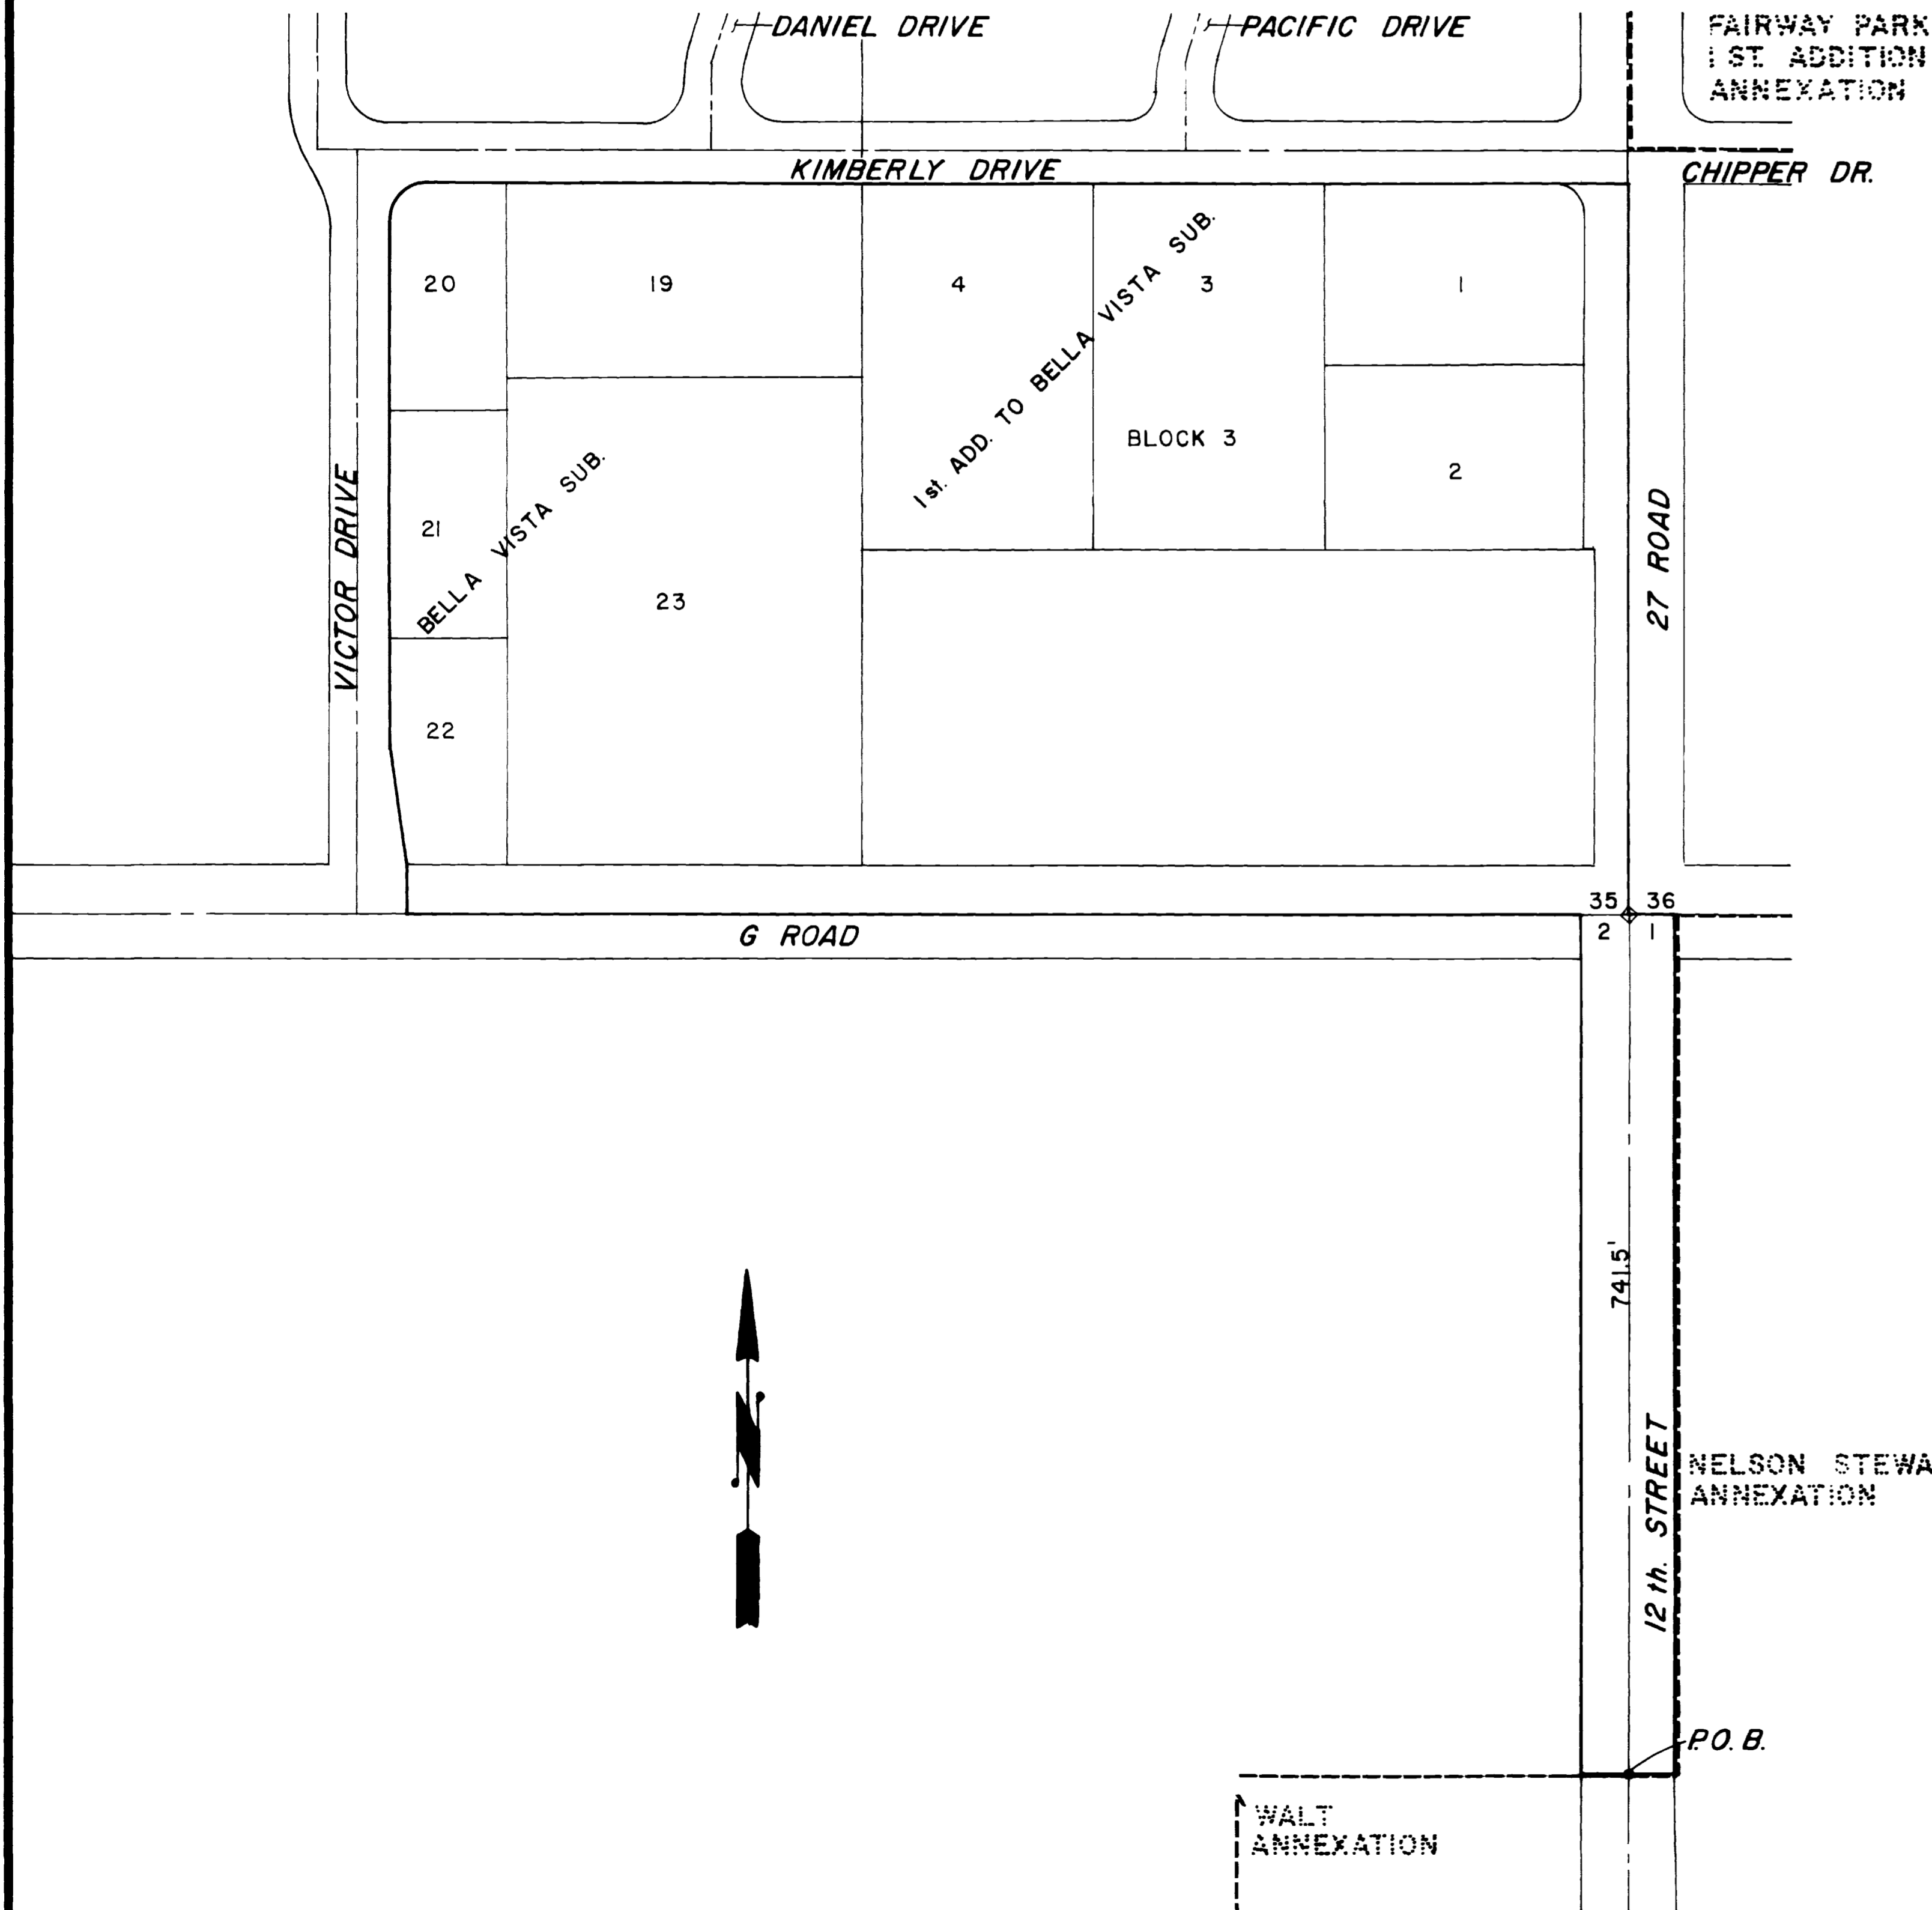 DANIEL DRIVE
PACIFIC DRIVE
FAIRWAY PARK
1 ST. ADDITION
ANNEXATION
KIMBERLY DRIVE
CHIPPER DR.
20
19
4
3
1
1st. ADD. TO BELLA VISTA SUB.
BLOCK 3
2
BELLA VISTA SUB.
21
23
22
VICTOR DRIVE
27 ROAD
35 36
2 1
G ROAD
741.5'
N
12 th. STREET
NELSON STEWA
ANNEXATION
P.O.B.
WALT
ANNEXATION